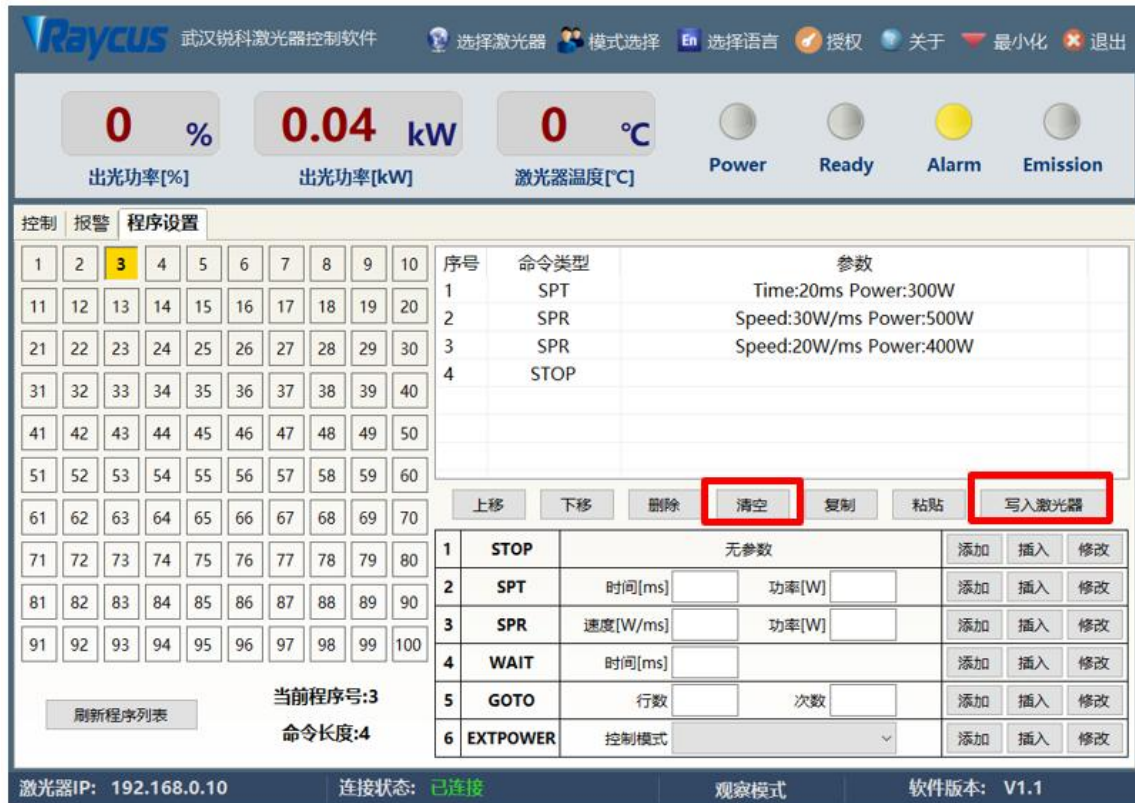 Raycus 武汉锐科激光器控制软件 选择激光器 模式选择 En 选择语言 授权 关于 最小化 退出
0 % 0.04 kW 0 ℃
出光功率[%] 出光功率[kW] 激光器温度[℃] Power Ready Alarm Emission
控制 报警 程序设置
1 2 3 4 5 6 7 8 9 10
11 12 13 14 15 16 17 18 19 20
21 22 23 24 25 26 27 28 29 30
31 32 33 34 35 36 37 38 39 40
41 42 43 44 45 46 47 48 49 50
51 52 53 54 55 56 57 58 59 60
61 62 63 64 65 66 67 68 69 70
71 72 73 74 75 76 77 78 79 80
81 82 83 84 85 86 87 88 89 90
91 92 93 94 95 96 97 98 99 100
刷新程序列表
当前程序号:3
命令长度:4
序号 命令类型 参数
1 SPT Time:20ms Power:300W
2 SPR Speed:30W/ms Power:500W
3 SPR Speed:20W/ms Power:400W
4 STOP
上移 下移 删除 清空 复制 粘贴 写入激光器
1 STOP 无参数 添加 插入 修改
2 SPT 时间[ms] 功率[W] 添加 插入 修改
3 SPR 速度[W/ms] 功率[W] 添加 插入 修改
4 WAIT 时间[ms] 添加 插入 修改
5 GOTO 行数 次数 添加 插入 修改
6 EXTPOWER 控制模式 添加 插入 修改
激光器IP: 192.168.0.10 连接状态: 已连接 观察模式 软件版本: V1.1